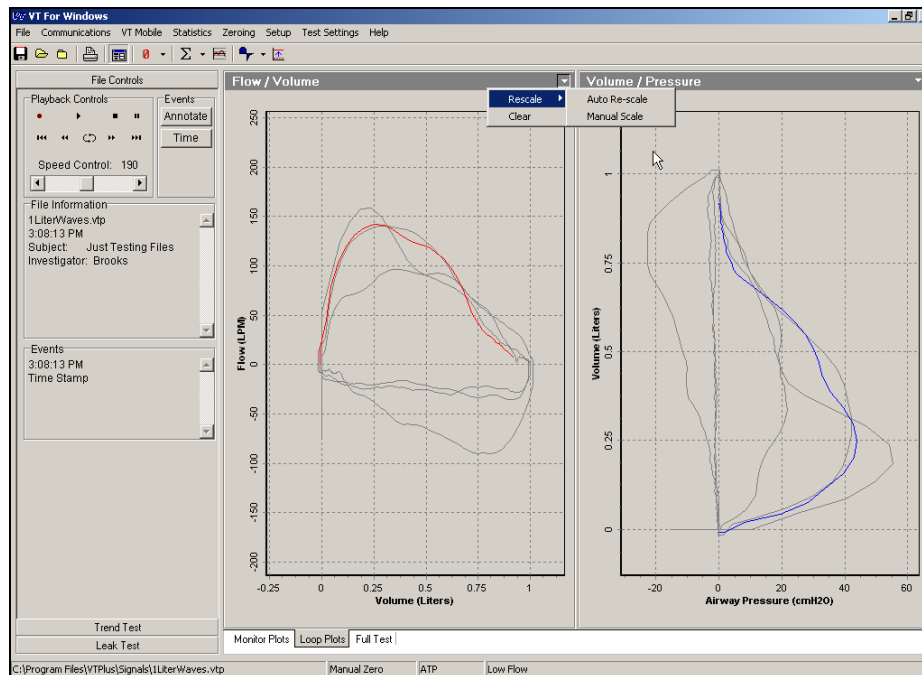 VT For Windows
File Communications VT Mobile Statistics Zeroing Setup Test Settings Help
File Controls
Playback Controls
Events
Annotate
Time
Speed Control: 190
File Information
1LiterWaves.vtp
3:08:13 PM
Subject: Just Testing Files
Investigator: Brooks
Events
3:08:13 PM
Time Stamp
Trend Test
Leak Test
Flow / Volume
Rescale
Clear
Auto Re-scale
Manual Scale
Flow (LPM)
250
200
150
100
50
0
-50
-100
-150
-200
-0.25 0 0.25 0.5 0.75 1
Volume (Liters)
Volume / Pressure
Volume (Liters)
1
0.75
0.5
0.25
0
-20 0 20 40 60
Airway Pressure (cmH2O)
Monitor Plots Loop Plots Full Test
C:\Program Files\VTPlus\Signals\1LiterWaves.vtp Manual Zero ATP Low Flow